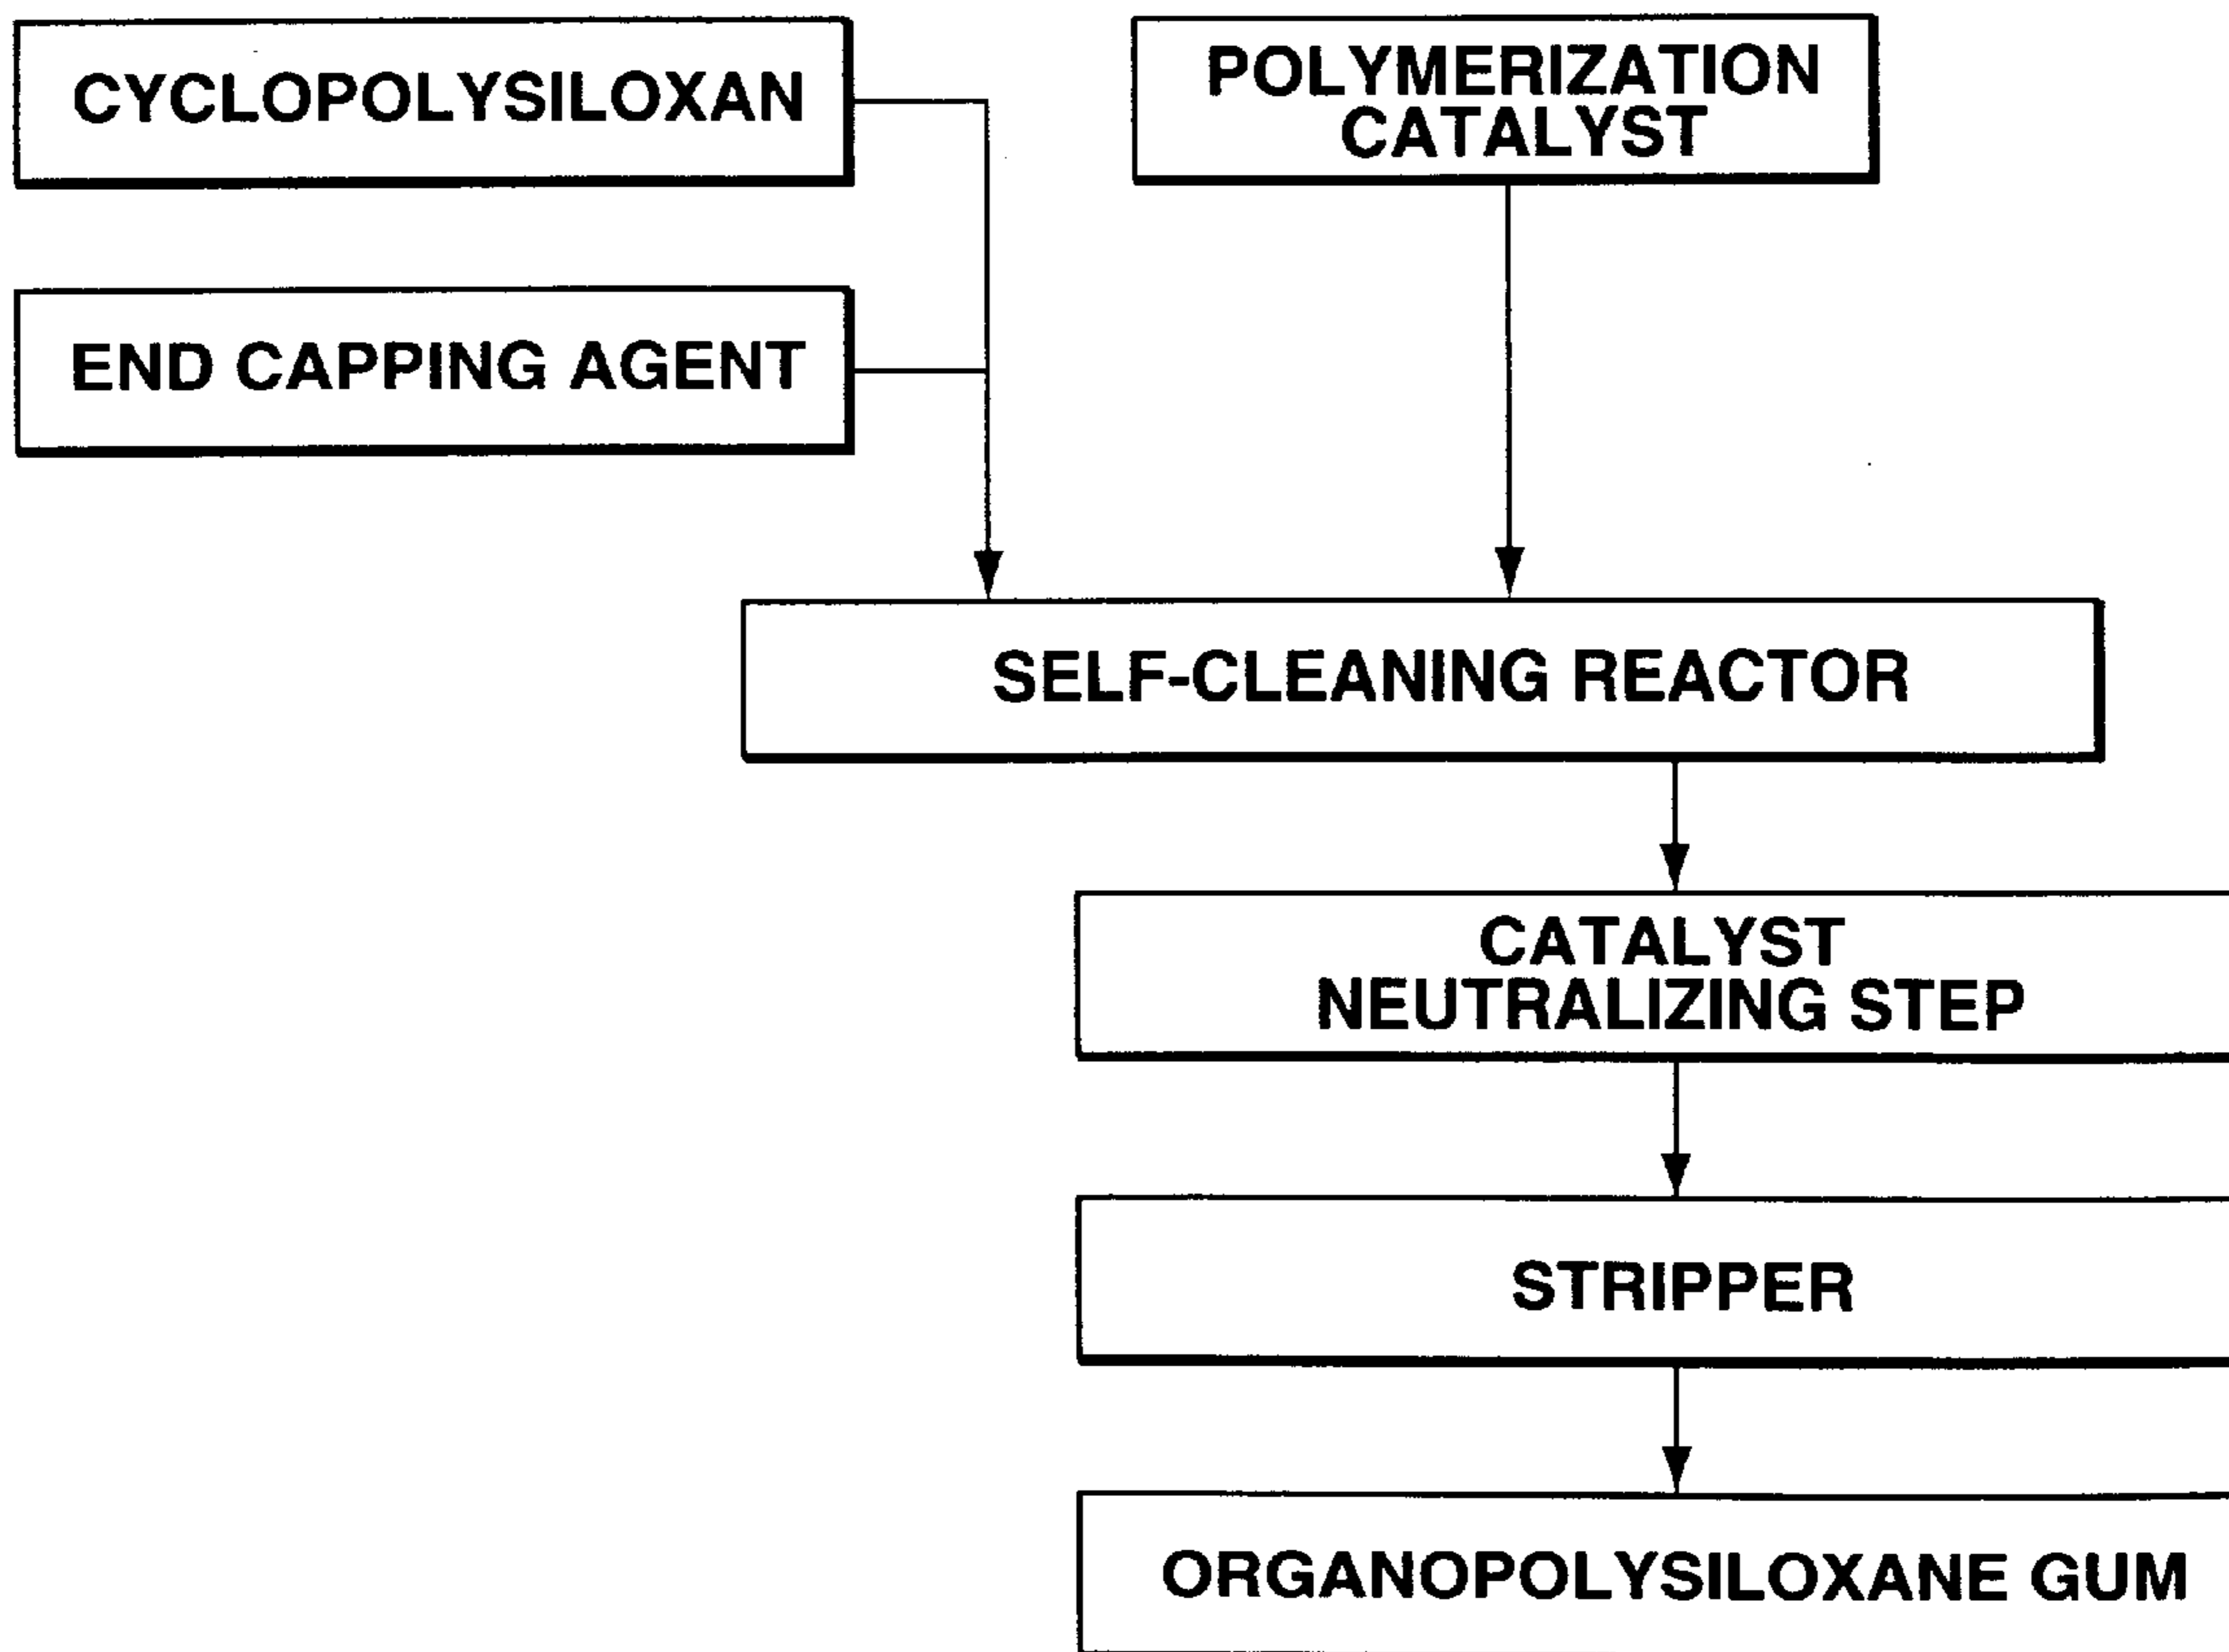 CYCLOPOLYSILOXAN
POLYMERIZATION
CATALYST
END CAPPING AGENT
SELF-CLEANING REACTOR
CATALYST
NEUTRALIZING STEP
STRIPPER
ORGANOPOLYSILOXANE GUM